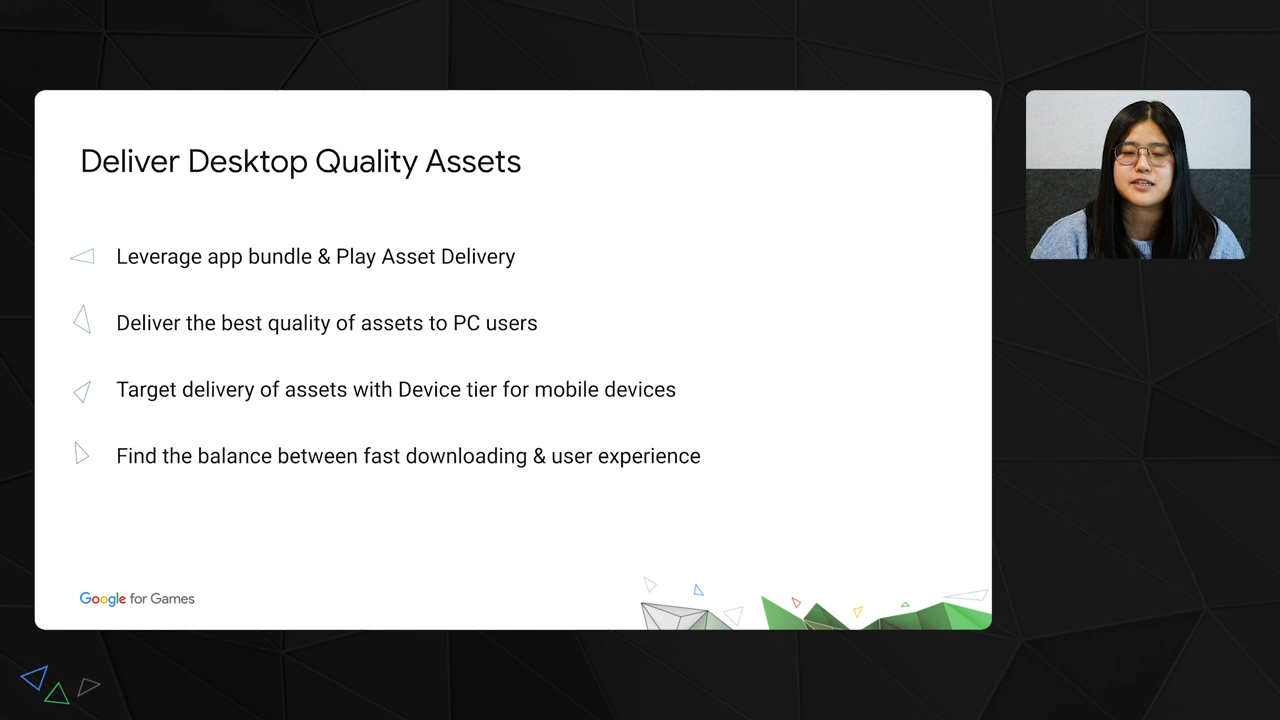 Deliver Desktop Quality Assets
Leverage app bundle & Play Asset Delivery
Deliver the best quality of assets to PC users
Target delivery of assets with Device tier for mobile devices
Find the balance between fast downloading & user experience
Google for Games